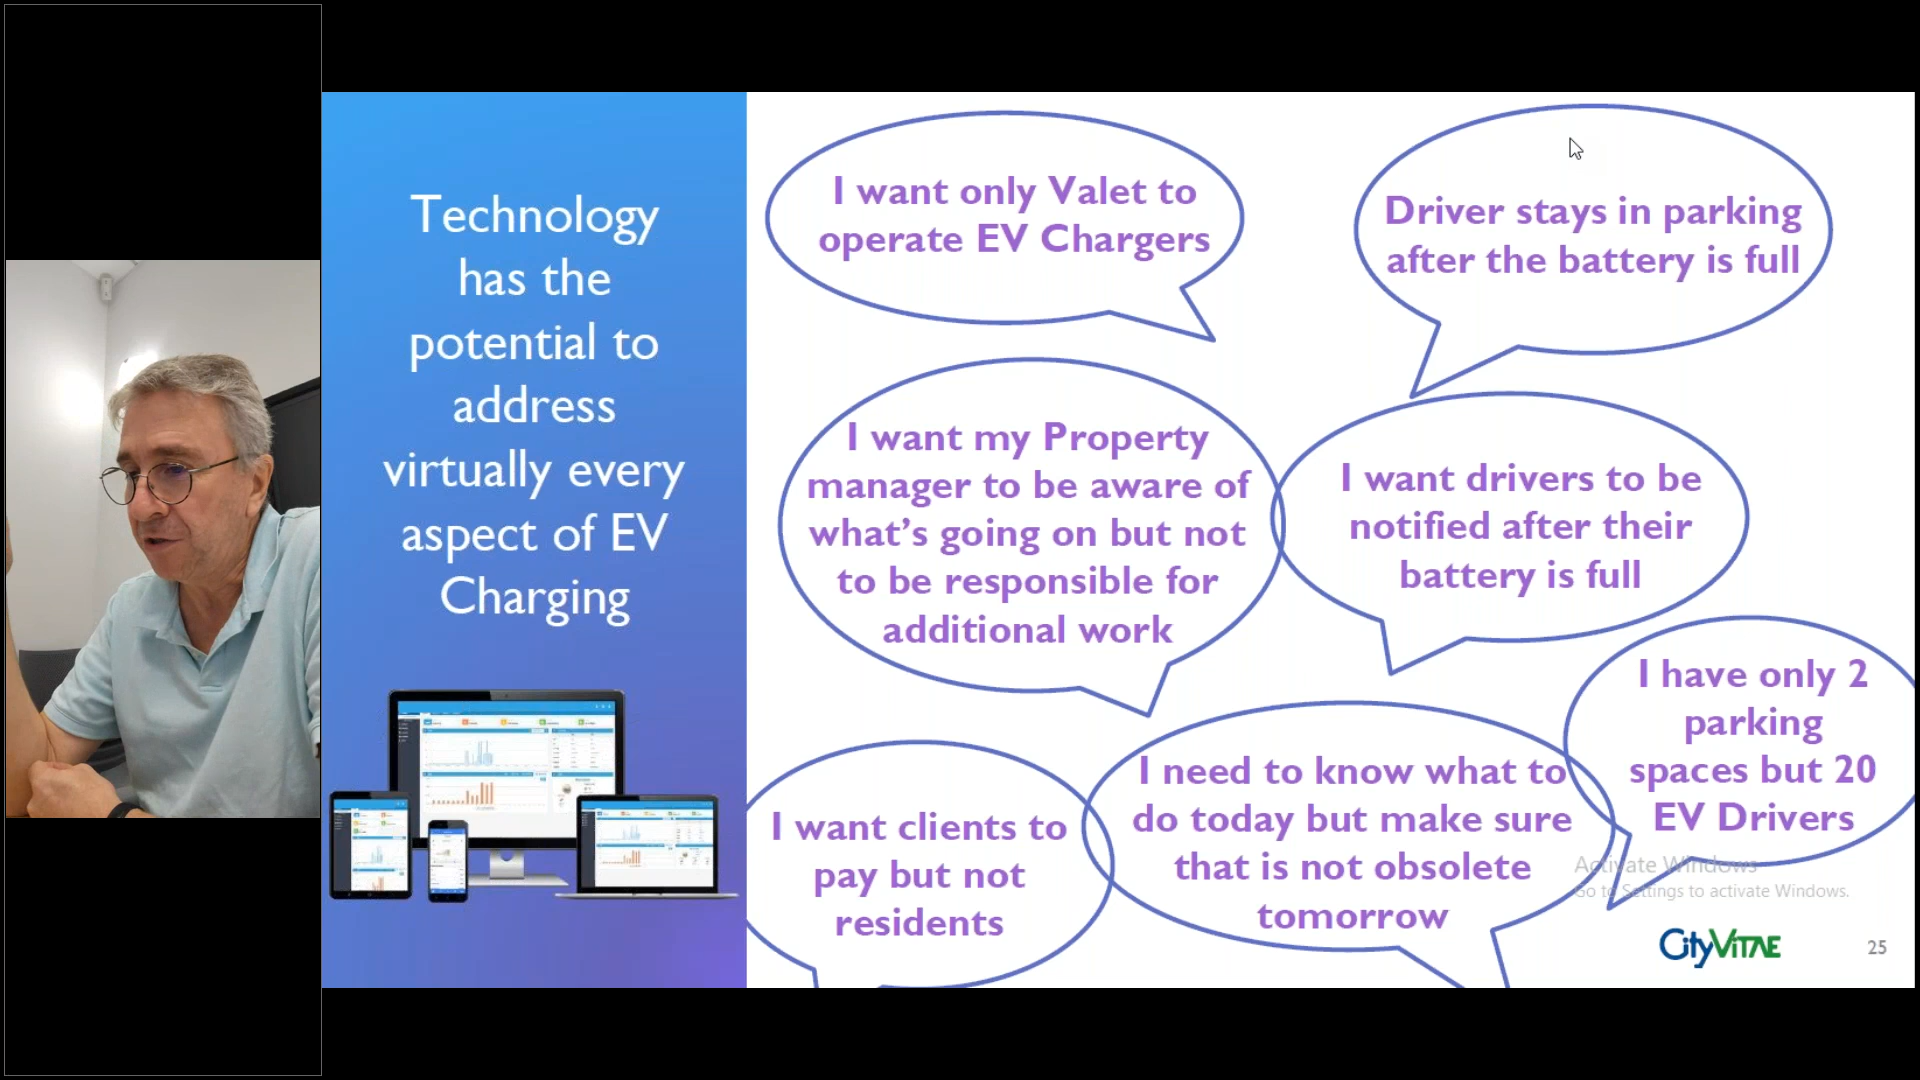 Technology
has the
potential to
address
virtually every
aspect of EV
Charging
I want only Valet to
operate EV Chargers
Driver stays in parking
after the battery is full
I want my Property
manager to be aware of
what's going on but not
to be responsible for
additional work
I want drivers to be
notified after their
battery is full
I have only 2
parking
spaces but 20
EV Drivers
I want clients to
pay but not
residents
I need to know what to
do today but make sure
that is not obsolete
tomorrow
Activate Windows
Go to Settings to activate Windows.
CityVITAE
25